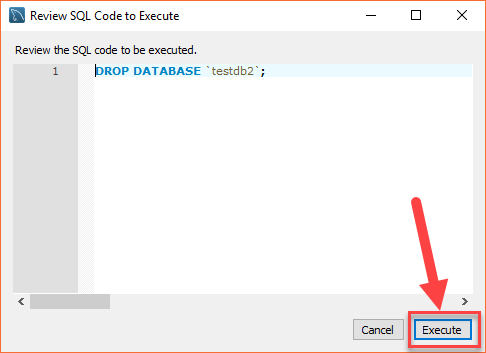 Review SQL Code to Execute
Review the SQL code to be executed.
1 DROP DATABASE `testdb2`;
Cancel Execute